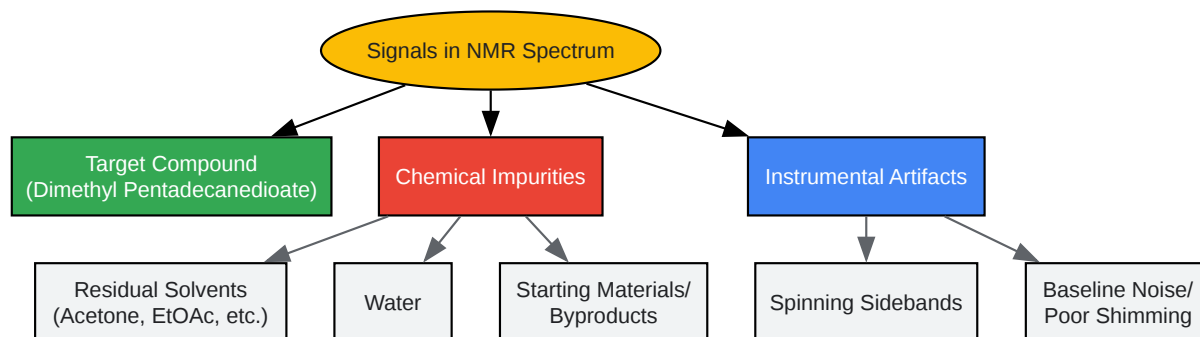 Signals in NMR Spectrum
Target Compound
(Dimethyl Pentadecanedioate)
Chemical Impurities
Instrumental Artifacts
Residual Solvents
(Acetone, EtOAc, etc.)
Water
Starting Materials/
Byproducts
Spinning Sidebands
Baseline Noise/
Poor Shimming